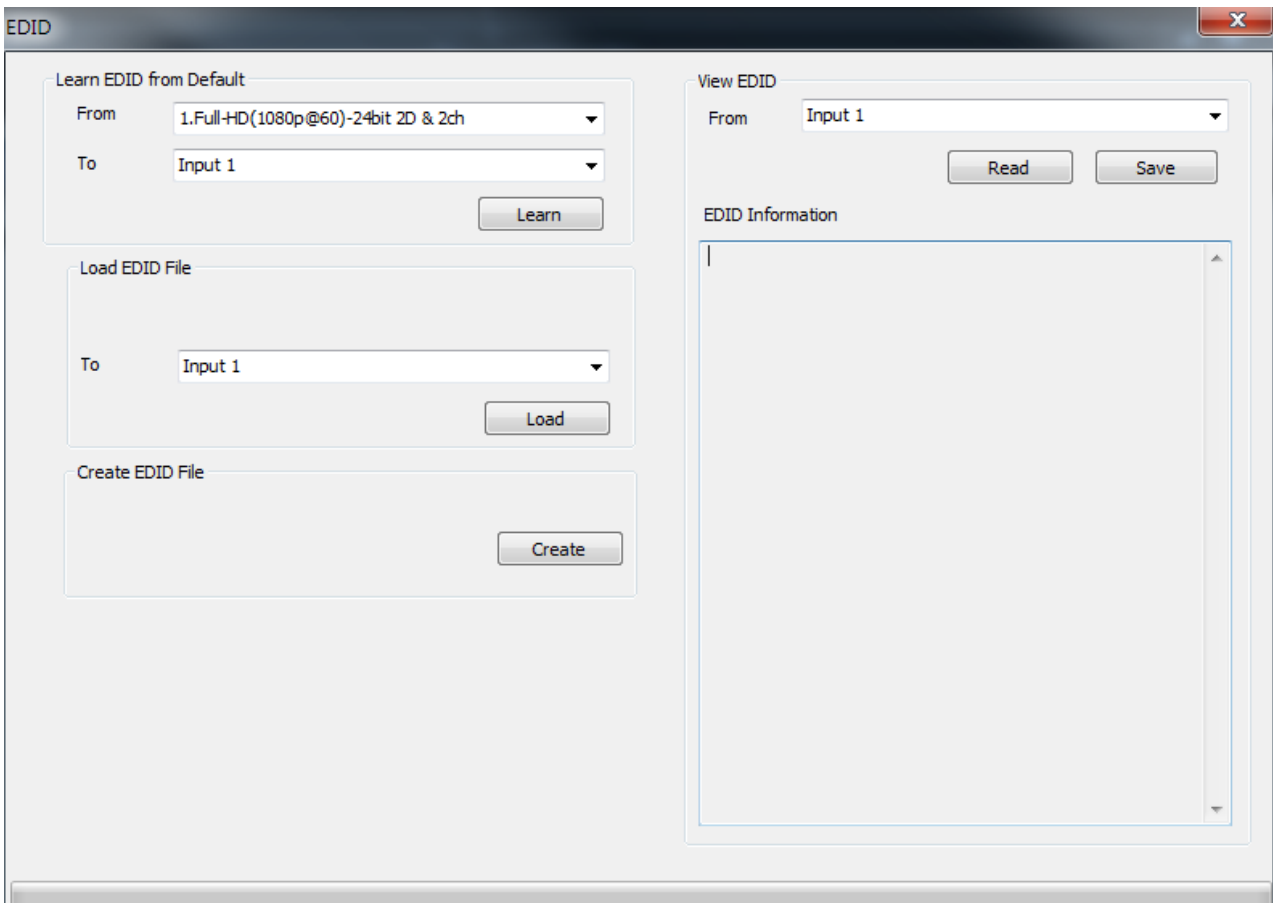 EDID
Learn EDID from Default
From
1.Full-HD(1080p@60)-24bit 2D & 2ch
To
Input 1
Learn
Load EDID File
To
Input 1
Load
Create EDID File
Create
View EDID
From
Input 1
Read
Save
EDID Information